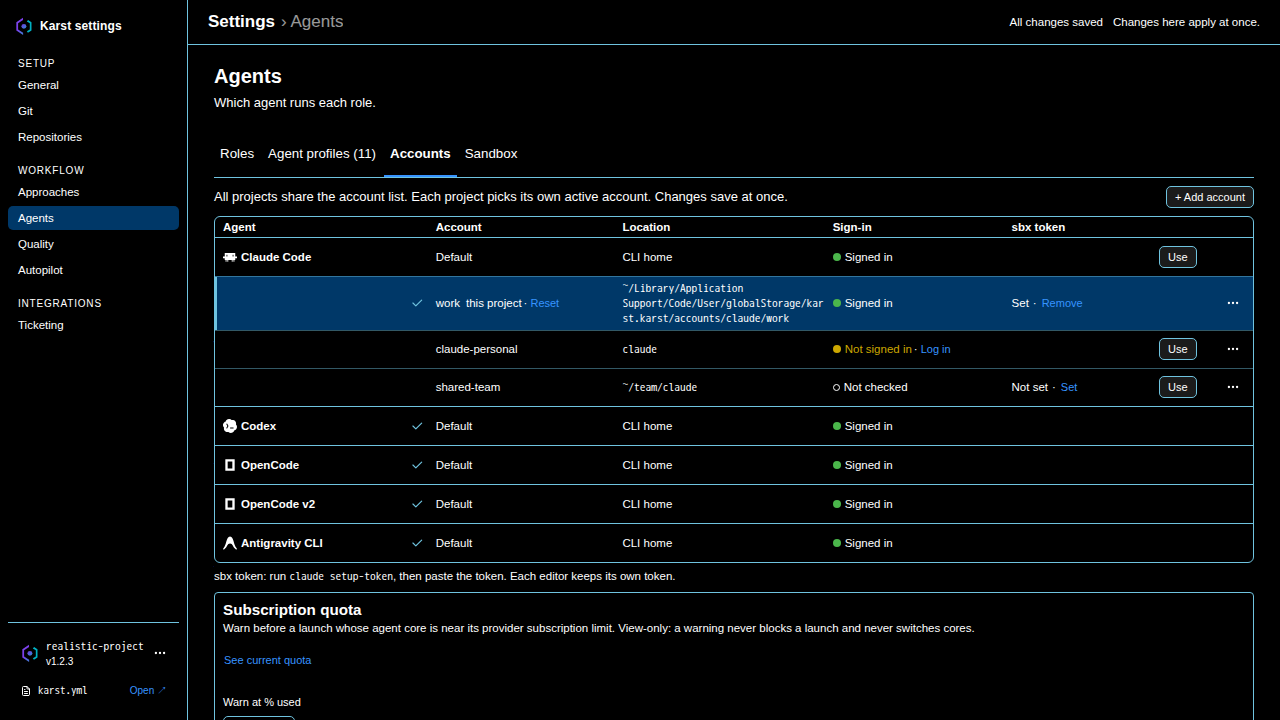 Karst settings
Settings › Agents
All changes saved Changes here apply at once.
SETUP
General
Git
Repositories
WORKFLOW
Approaches
Agents
Quality
Autopilot
INTEGRATIONS
Ticketing
realistic-project
v1.2.3
karst.yml Open ↗
Agents
Which agent runs each role.
Roles Agent profiles (11) Accounts Sandbox
All projects share the account list. Each project picks its own active account. Changes save at once.
+ Add account
Agent Account Location Sign-in sbx token
Claude Code Default CLI home Signed in Use
work this project · Reset ~/Library/Application Support/Code/User/globalStorage/kar st.karst/accounts/claude/work Signed in Set · Remove
claude-personal claude Not signed in · Log in Use
shared-team ~/team/claude Not checked Not set · Set Use
Codex Default CLI home Signed in
OpenCode Default CLI home Signed in
OpenCode v2 Default CLI home Signed in
Antigravity CLI Default CLI home Signed in
sbx token: run claude setup-token, then paste the token. Each editor keeps its own token.
Subscription quota
Warn before a launch whose agent core is near its provider subscription limit. View-only: a warning never blocks a launch and never switches cores.
See current quota
Warn at % used